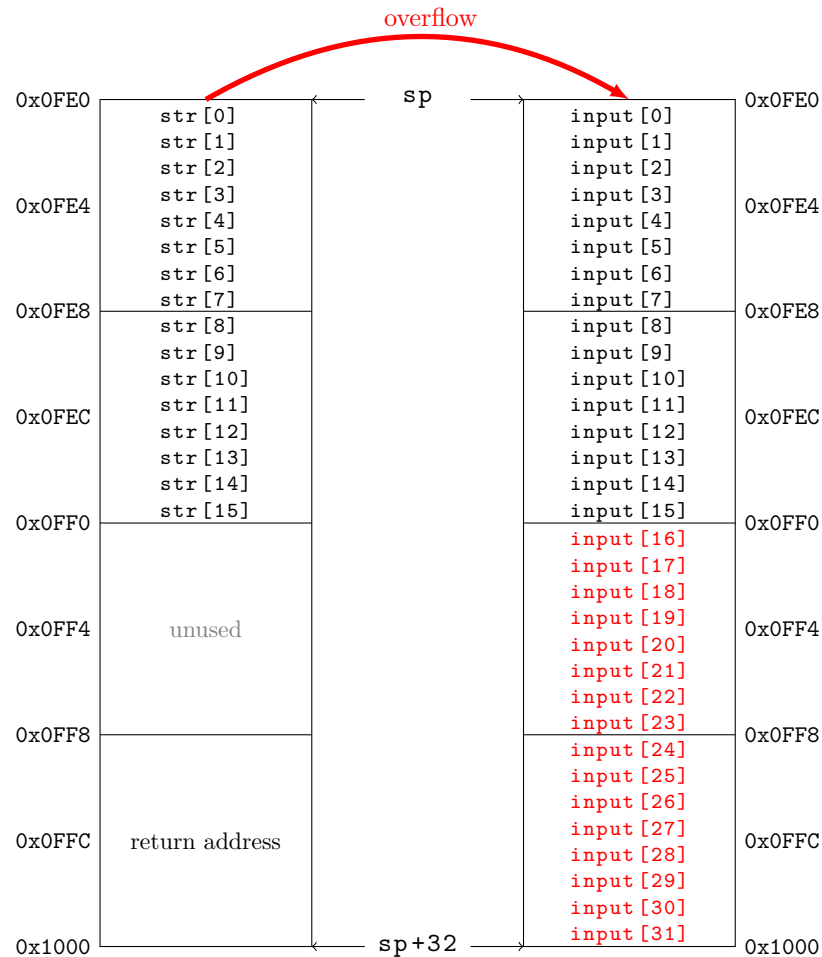 overflow
0x0FE0 sp 0x0FE0
str[0] input[0]
str[1] input[1]
str[2] input[2]
str[3] input[3]
0x0FE4 0x0FE4
str[4] input[4]
str[5] input[5]
str[6] input[6]
str[7] input[7]
0x0FE8 0x0FE8
str[8] input[8]
str[9] input[9]
str[10] input[10]
str[11] input[11]
0x0FEC 0x0FEC
str[12] input[12]
str[13] input[13]
str[14] input[14]
str[15] input[15]
0x0FF0 0x0FF0
input[16]
input[17]
input[18]
input[19]
0x0FF4 unused 0x0FF4
input[20]
input[21]
input[22]
input[23]
0x0FF8 0x0FF8
input[24]
input[25]
input[26]
input[27]
0x0FFC return address 0x0FFC
input[28]
input[29]
input[30]
input[31]
0x1000 sp+32 0x1000